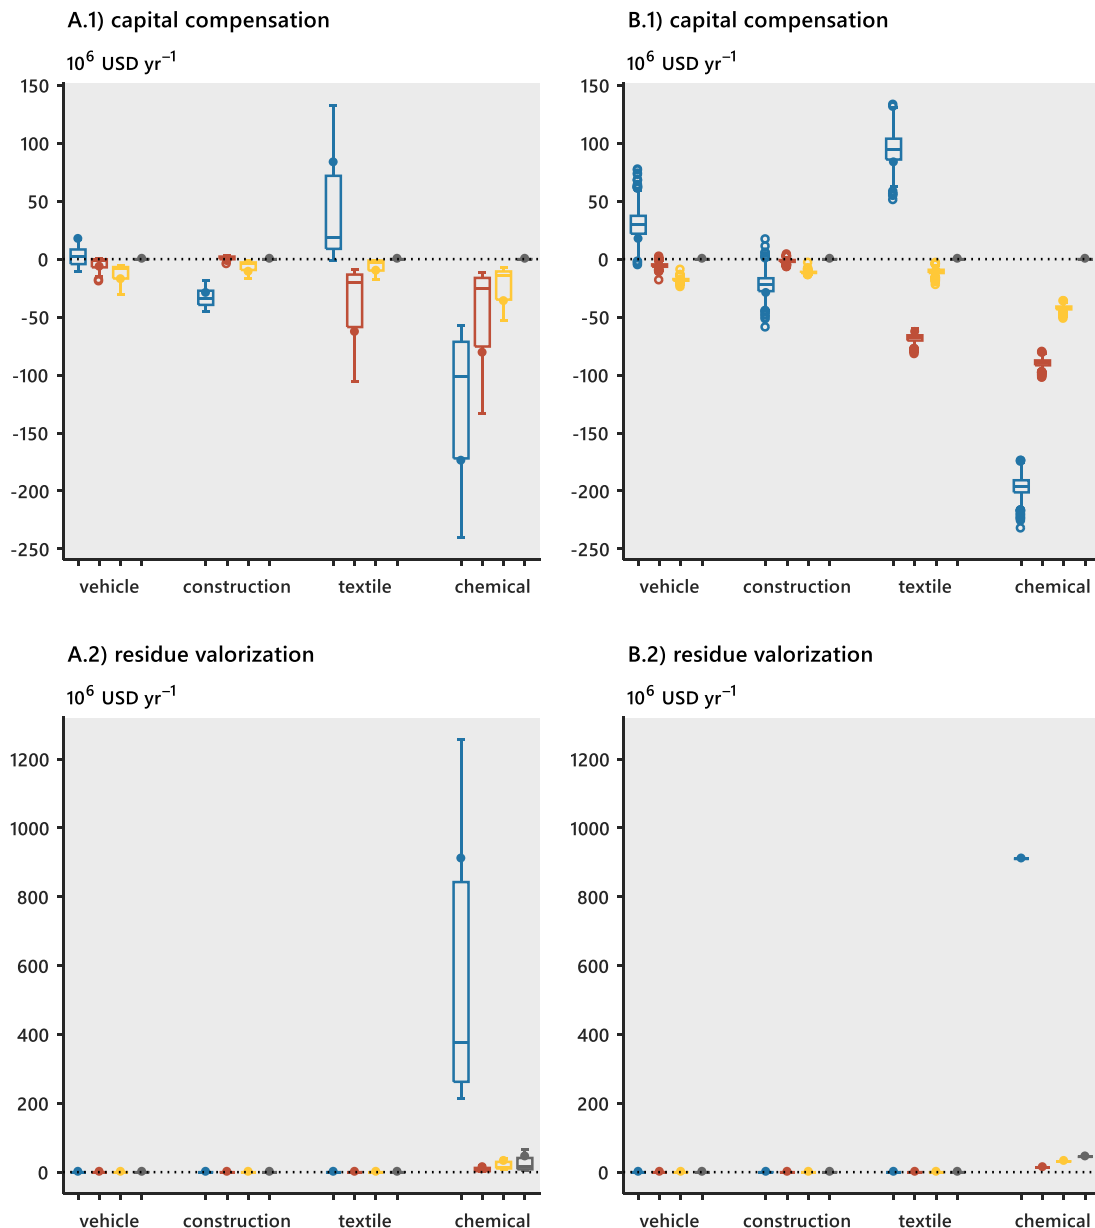 A.1) capital compensation
10⁶ USD yr⁻¹
150
100
50
0
-50
-100
-150
-200
-250
vehicle construction textile chemical
B.1) capital compensation
10⁶ USD yr⁻¹
150
100
50
0
-50
-100
-150
-200
-250
vehicle construction textile chemical
A.2) residue valorization
10⁶ USD yr⁻¹
1200
1000
800
600
400
200
0
vehicle construction textile chemical
B.2) residue valorization
10⁶ USD yr⁻¹
1200
1000
800
600
400
200
0
vehicle construction textile chemical